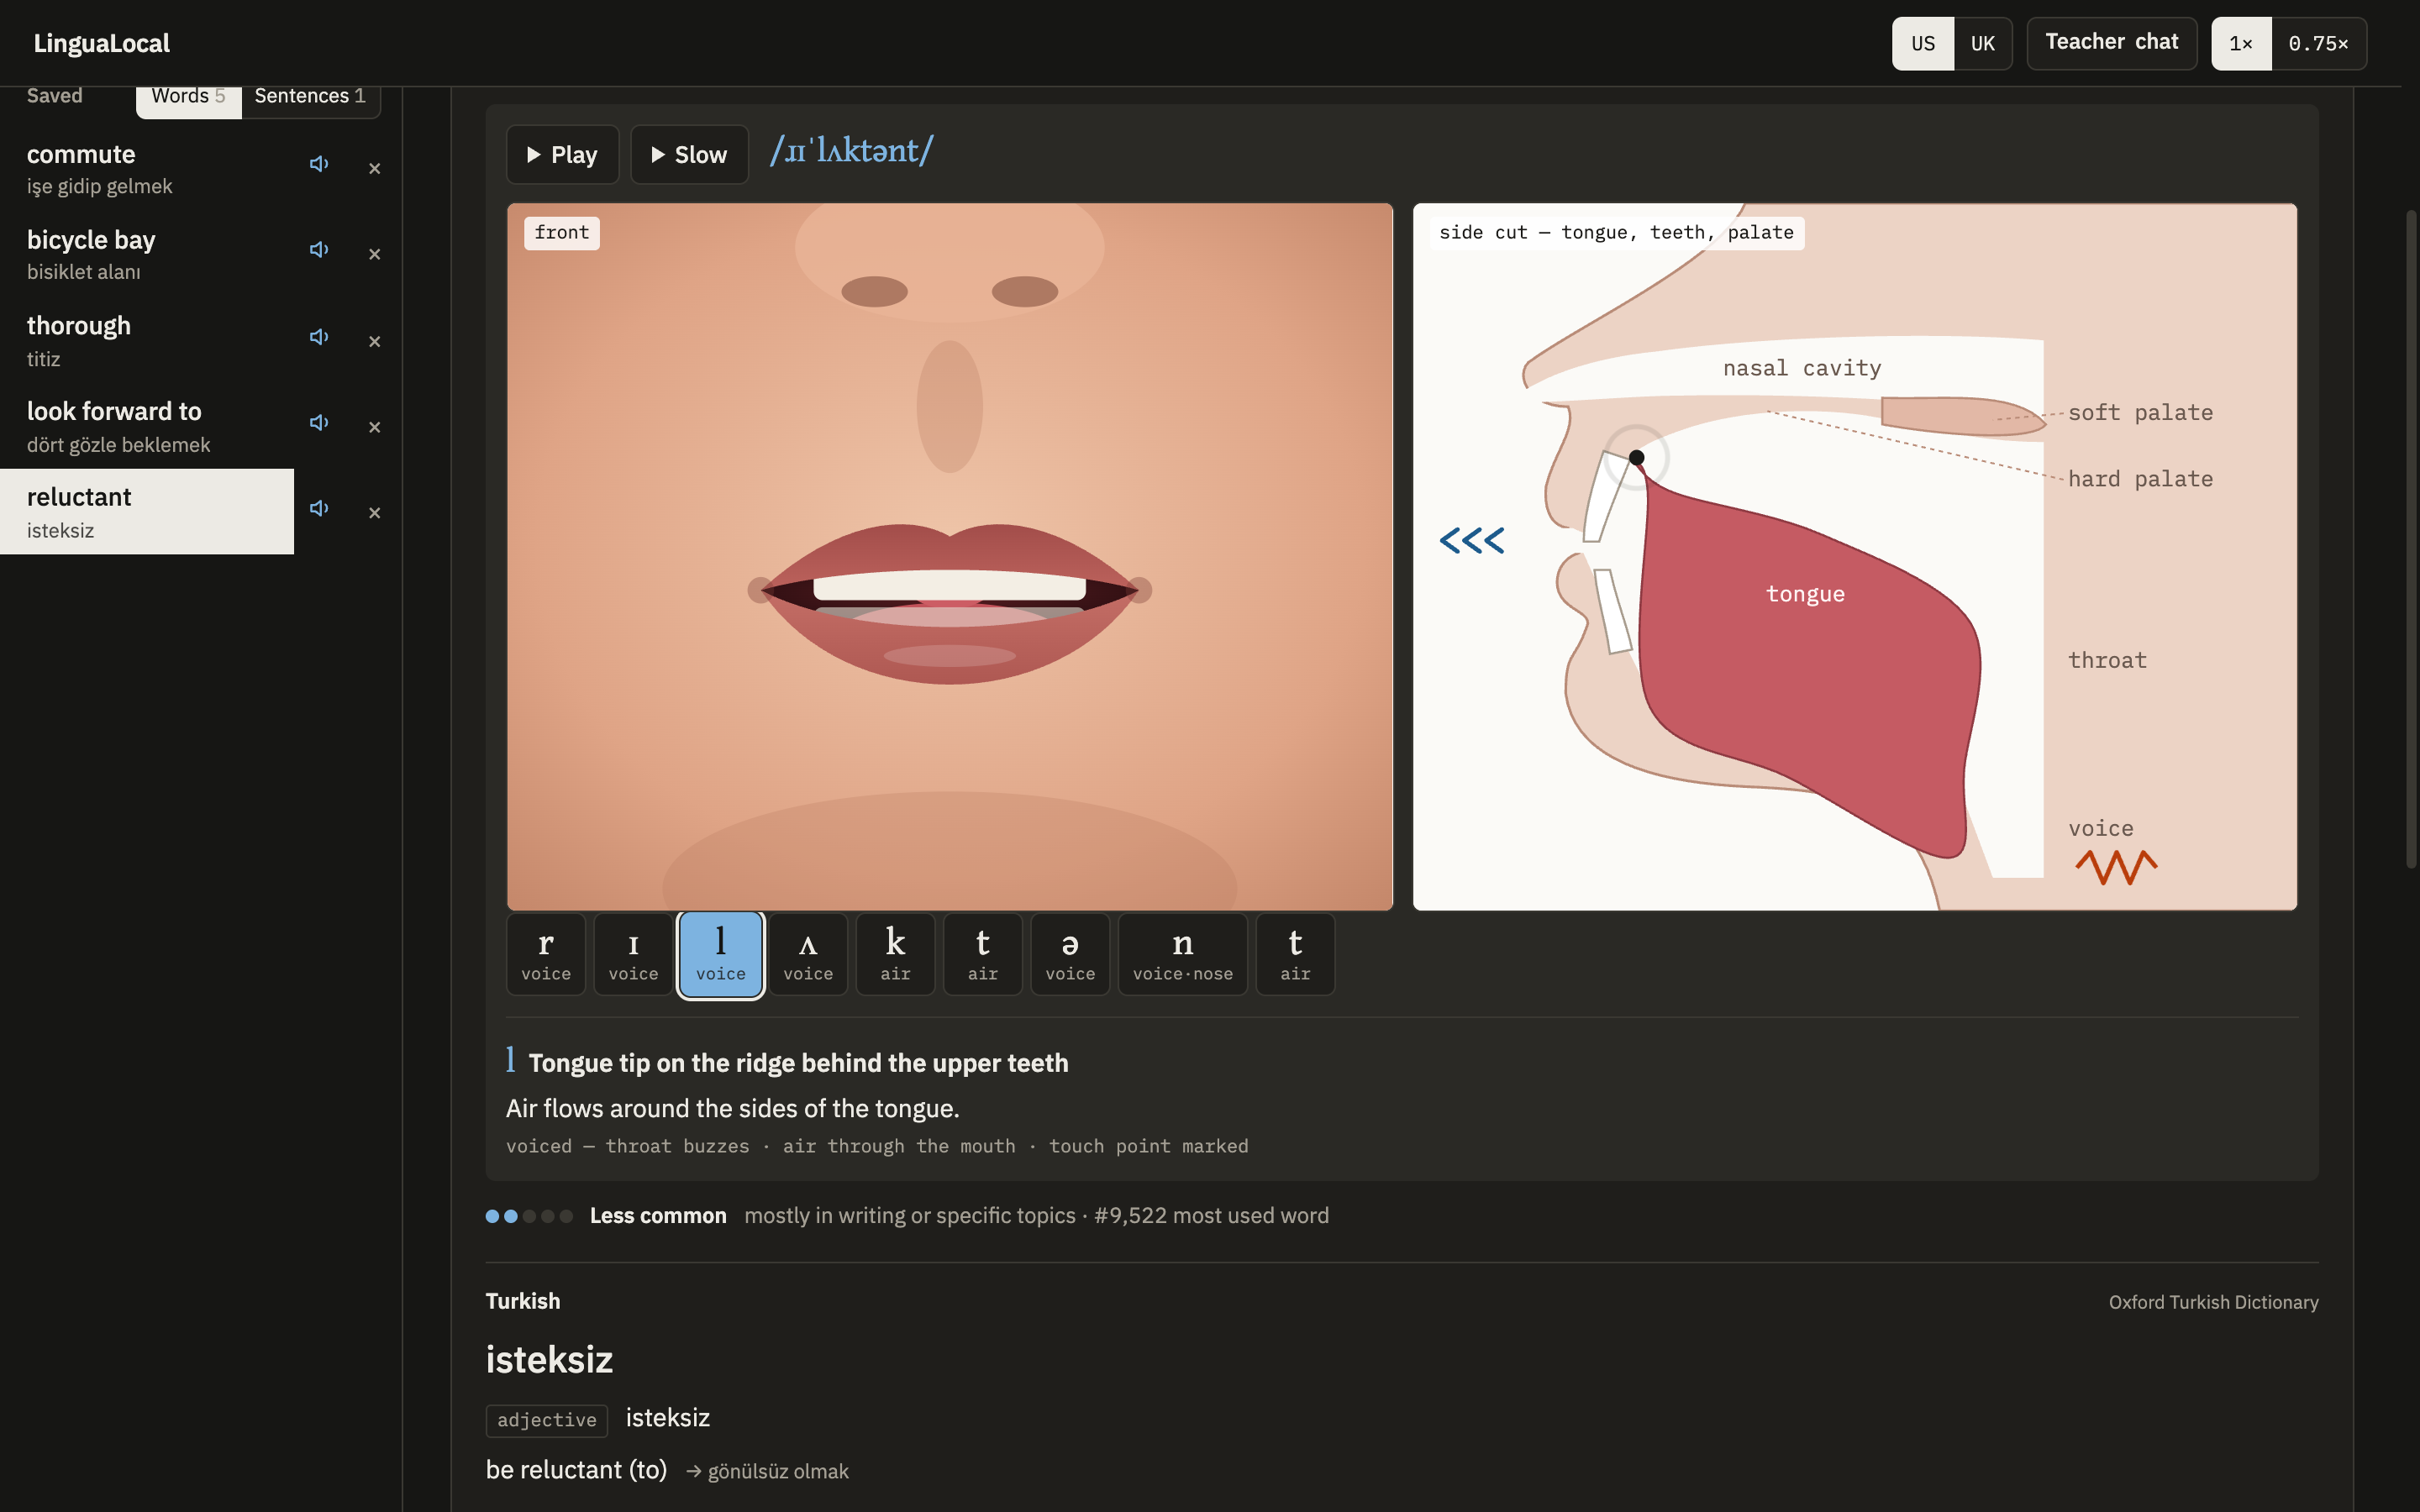 LinguaLocal
US UK Teacher chat 1× 0.75×
Saved Words 5 Sentences 1
commute
işe gidip gelmek
bicycle bay
bisiklet alanı
thorough
titiz
look forward to
dört gözle beklemek
reluctant
isteksiz
Play Slow /ɹɪˈlʌktənt/
front
side cut — tongue, teeth, palate
nasal cavity
soft palate
hard palate
tongue
throat
voice
r ɪ l ʌ k t ə n t
voice voice voice voice air air voice voice·nose air
l Tongue tip on the ridge behind the upper teeth
Air flows around the sides of the tongue.
voiced — throat buzzes · air through the mouth · touch point marked
Less common mostly in writing or specific topics · #9,522 most used word
Turkish Oxford Turkish Dictionary
isteksiz
adjective isteksiz
be reluctant (to) → gönülsüz olmak